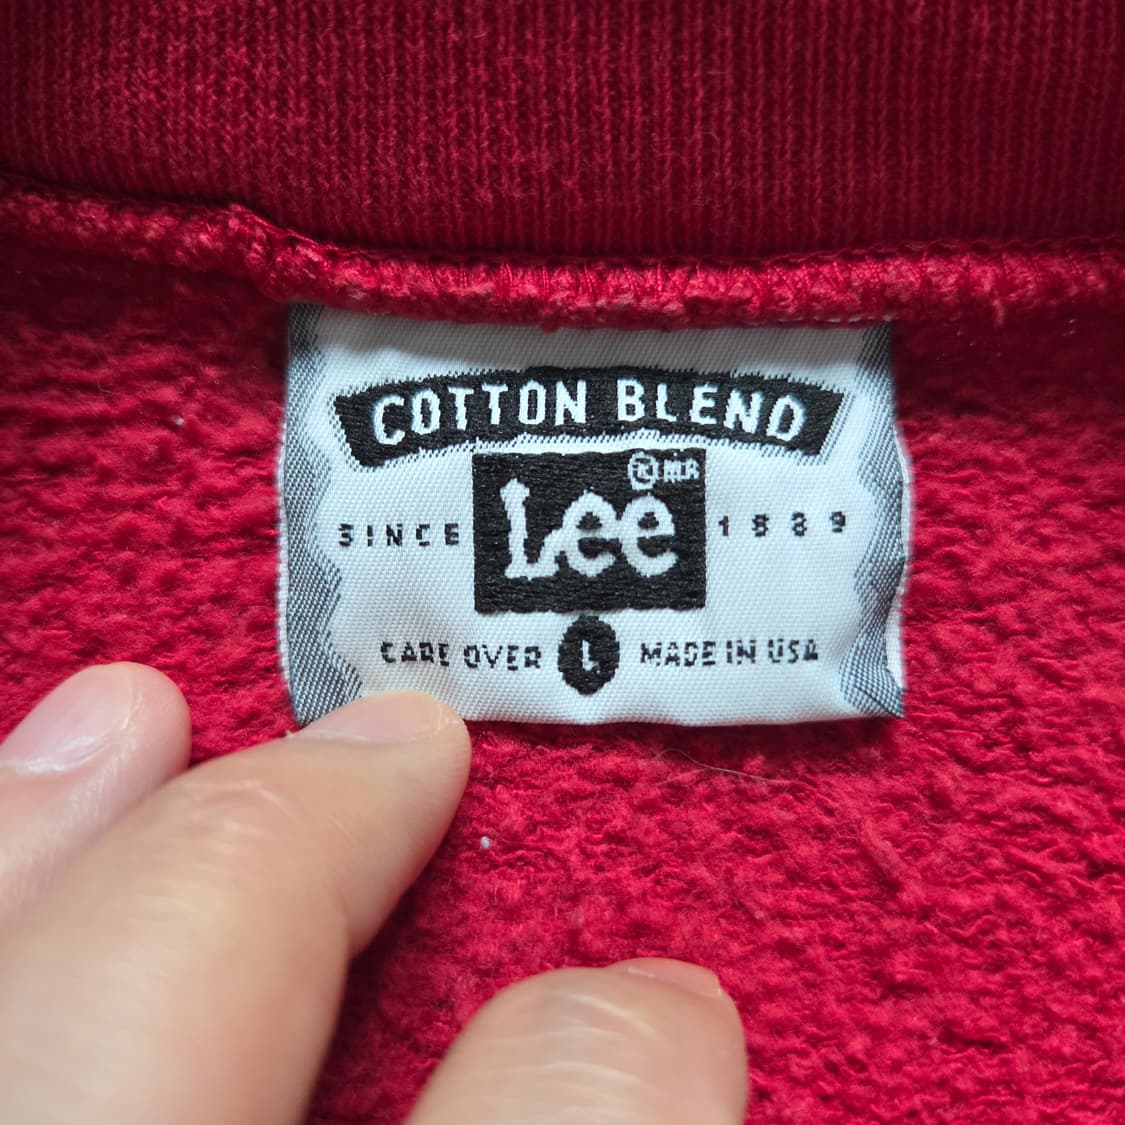 COTTON BLEND
Lee ® MR
SINCE 1889
CARE OVER L MADE IN USA